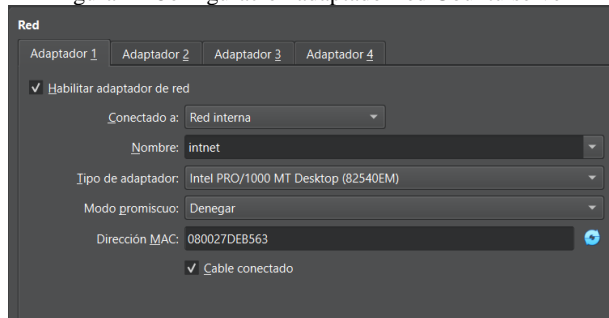 Red
Adaptador 1 Adaptador 2 Adaptador 3 Adaptador 4
Habilitar adaptador de red
Conectado a: Red interna
Nombre: intnet
Tipo de adaptador: Intel PRO/1000 MT Desktop (82540EM)
Modo promiscuo: Denegar
Dirección MAC: 080027DEB563
Cable conectado